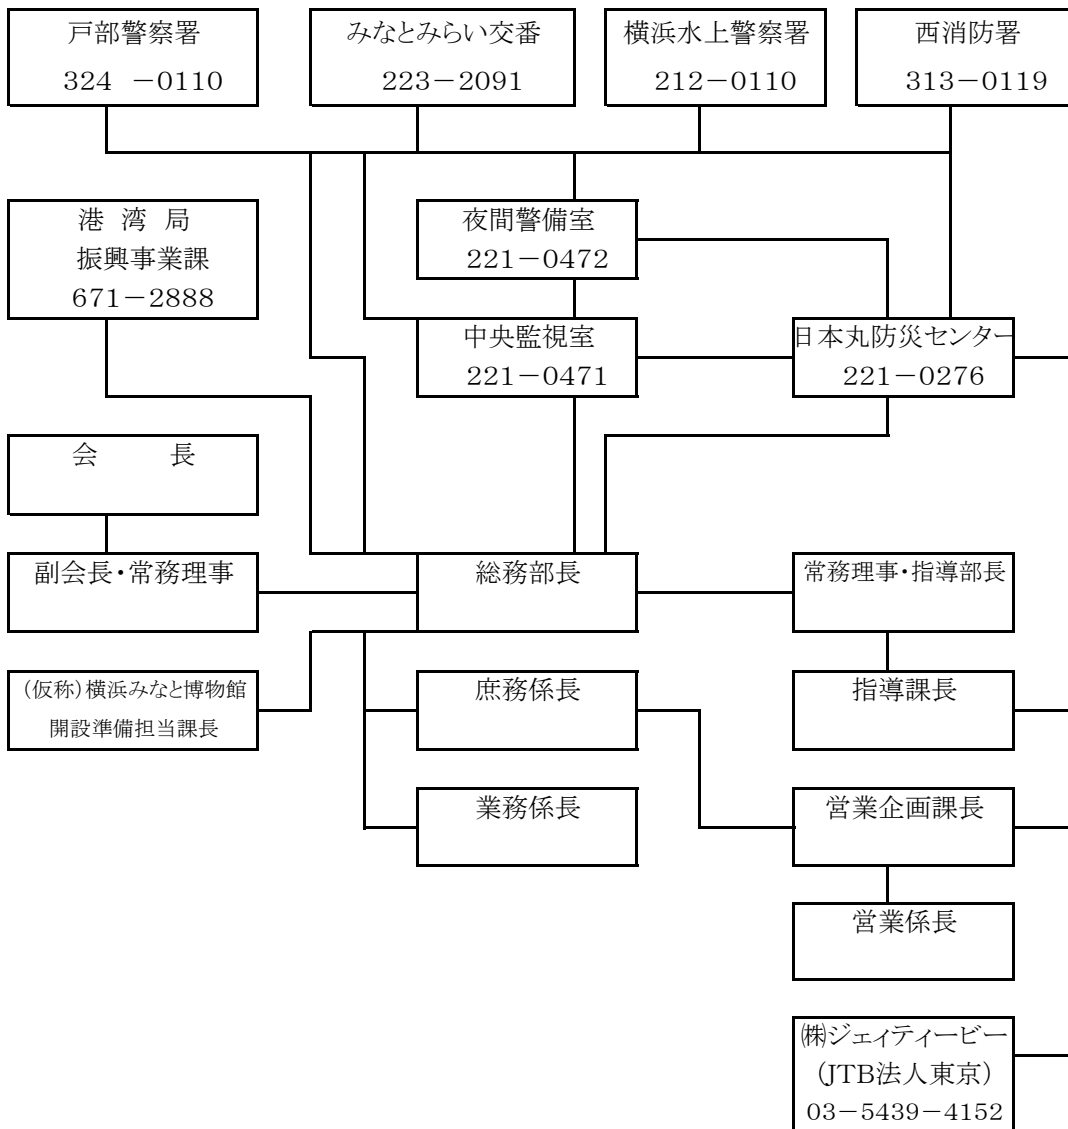 戸部警察署
324 －0110
みなとみらい交番
223－2091
横浜水上警察署
212－0110
西消防署
313－0119
港 湾 局
振興事業課
671－2888
夜間警備室
221－0472
中央監視室
221－0471
日本丸防災センター
221－0276
会　　長
副会長・常務理事
総務部長
常務理事・指導部長
（仮称）横浜みなと博物館
開設準備担当課長
庶務係長
指導課長
業務係長
営業企画課長
営業係長
㈱ジェイティービー
（JTB法人東京）
03－5439－4152